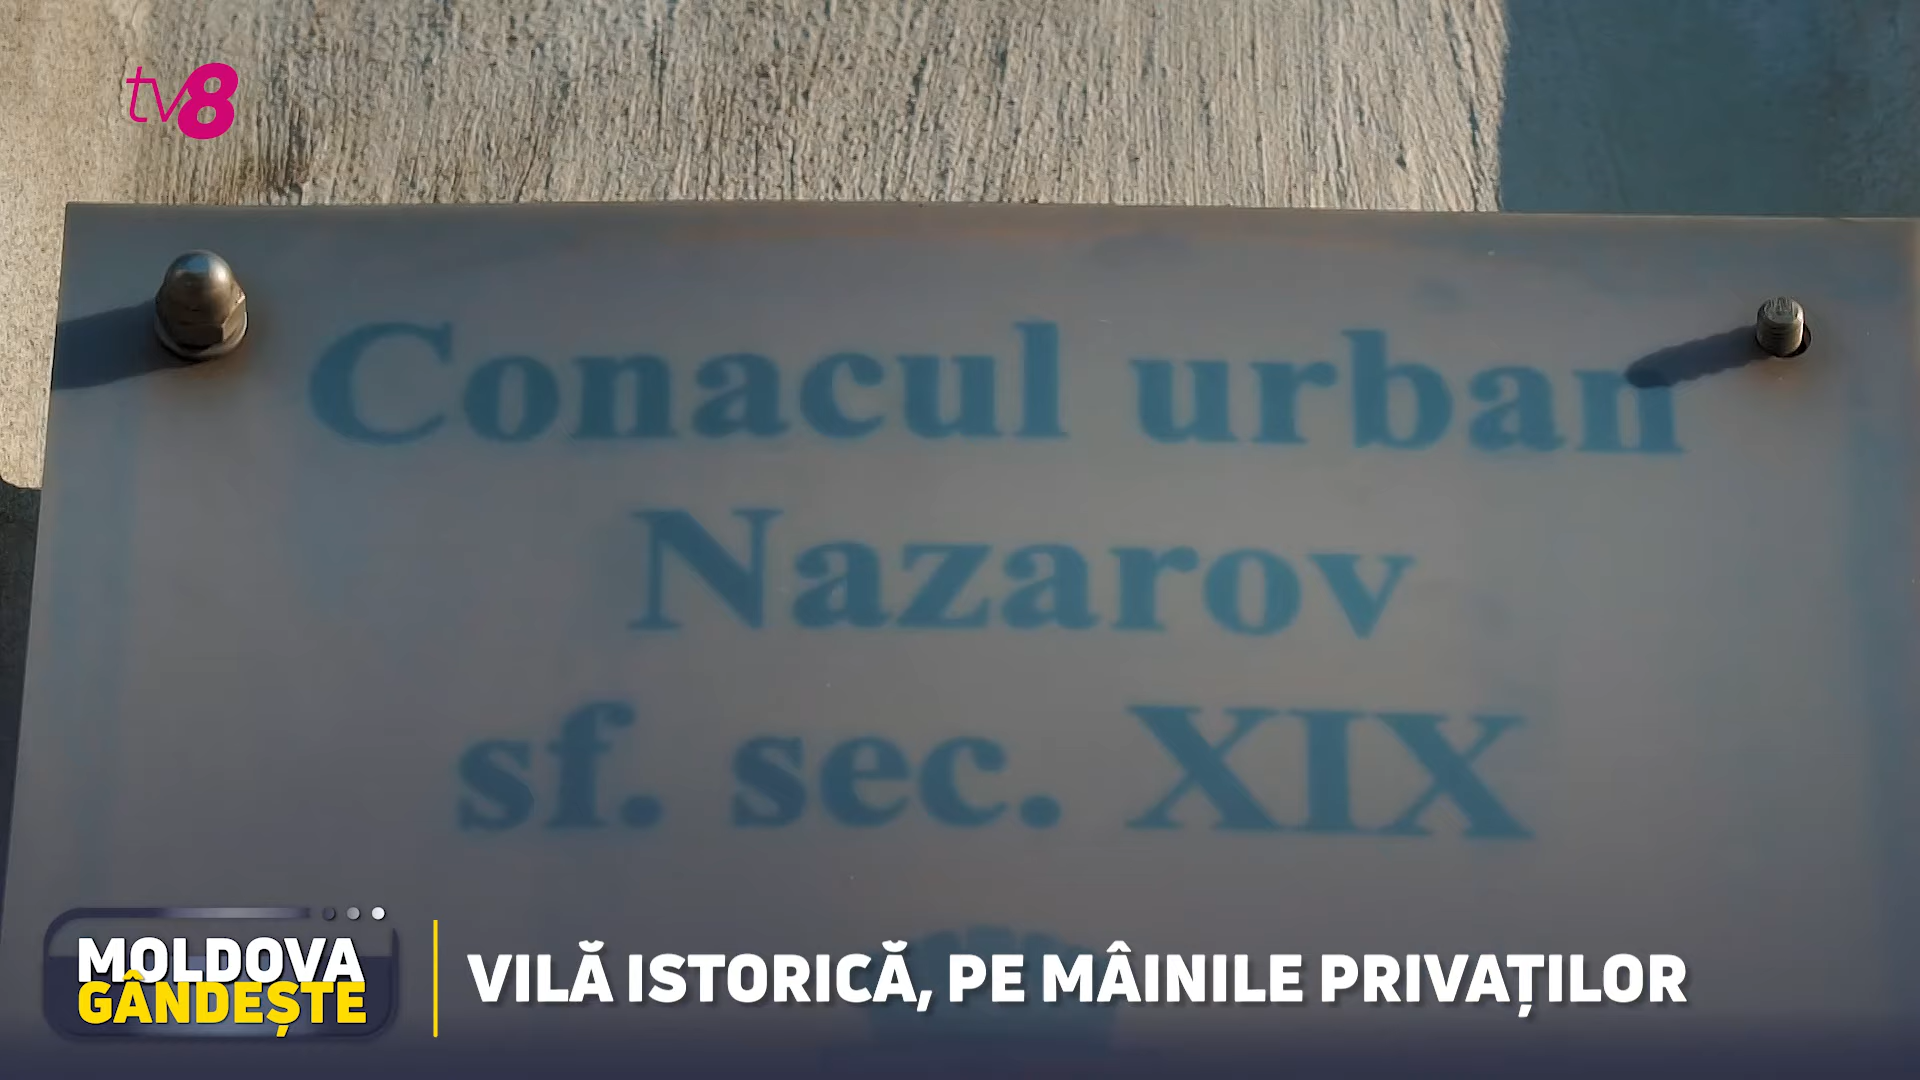 tv8
Conacul urban
Nazarov
sf. sec. XIX
MOLDOVA
GÂNDEȘTE
VILĂ ISTORICĂ, PE MÂINILE PRIVAȚILOR